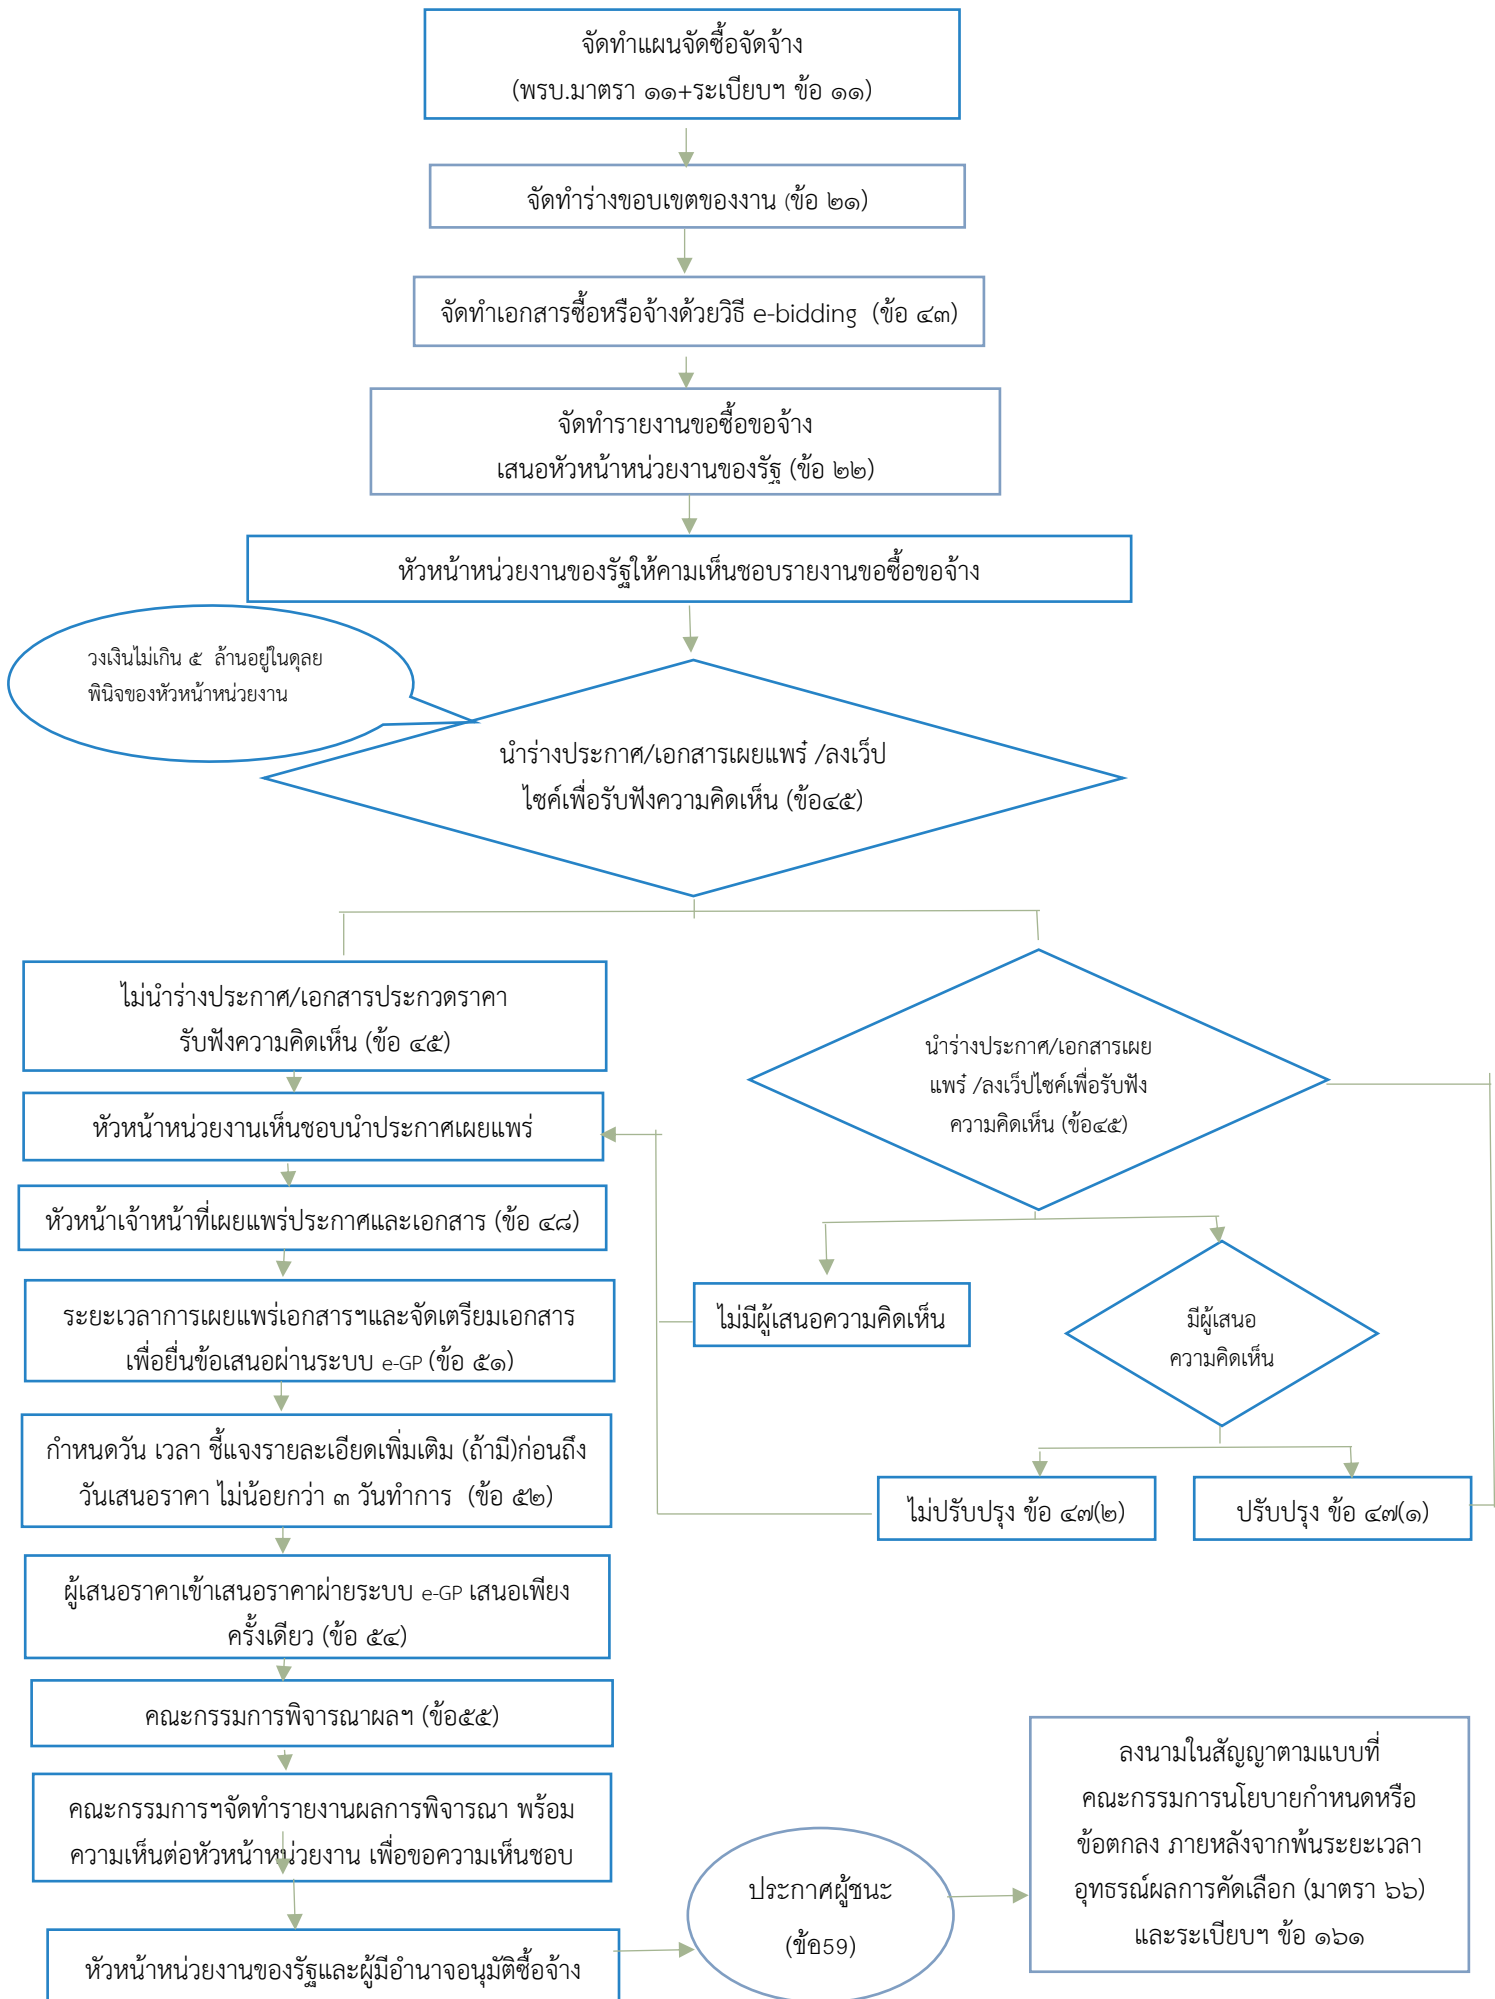 จัดทำแผนจัดซื้อจัดจ้าง
(พรบ.มาตรา ๑๑+ระเบียบฯ ข้อ ๑๑)
จัดทำร่างขอบเขตของงาน (ข้อ ๒๑)
จัดทำเอกสารซื้อหรือจ้างด้วยวิธี e-bidding (ข้อ ๔๓)
จัดทำรายงานขอซื้อขอจ้าง
เสนอหัวหน้าหน่วยงานของรัฐ (ข้อ ๒๒)
หัวหน้าหน่วยงานของรัฐให้คามเห็นชอบรายงานขอซื้อขอจ้าง
วงเงินไม่เกิน ๕ ล้านอยู่ในดุลย
พินิจของหัวหน้าหน่วยงาน
นำร่างประกาศ/เอกสารเผยแพร๋ /ลงเว็ป
ไซค์เพื่อรับฟังความคิดเห็น (ข้อ๔๕)
ไม่นำร่างประกาศ/เอกสารประกวดราคา
รับฟังความคิดเห็น (ข้อ ๔๕)
หัวหน้าหน่วยงานเห็นชอบนำประกาศเผยแพร่
หัวหน้าเจ้าหน้าที่เผยแพร่ประกาศและเอกสาร (ข้อ ๔๘)
ระยะเวลาการเผยแพร่เอกสารฯและจัดเตรียมเอกสาร
เพื่อยื่นข้อเสนอผ่านระบบ e-GP (ข้อ ๕๑)
กำหนดวัน เวลา ชี้แจงรายละเอียดเพิ่มเติม (ถ้ามี)ก่อนถึง
วันเสนอราคา ไม่น้อยกว่า ๓ วันทำการ (ข้อ ๕๒)
ผู้เสนอราคาเข้าเสนอราคาผ่ายระบบ e-GP เสนอเพียง
ครั้งเดียว (ข้อ ๕๔)
คณะกรรมการพิจารณาผลฯ (ข้อ๕๕)
คณะกรรมการฯจัดทำรายงานผลการพิจารณา พร้อม
ความเห็นต่อหัวหน้าหน่วยงาน เพื่อขอความเห็นชอบ
หัวหน้าหน่วยงานของรัฐและผู้มีอำนาจอนุมัติซื้อจ้าง
นำร่างประกาศ/เอกสารเผย
แพร๋ /ลงเว็ปไซค์เพื่อรับฟัง
ความคิดเห็น (ข้อ๔๕)
ไม่มีผู้เสนอความคิดเห็น
มีผู้เสนอ
ความคิดเห็น
ไม่ปรับปรุง ข้อ ๔๗(๒)
ปรับปรุง ข้อ ๔๗(๑)
ประกาศผู้ชนะ
(ข้อ59)
ลงนามในสัญญาตามแบบที่
คณะกรรมการนโยบายกำหนดหรือ
ข้อตกลง ภายหลังจากพ้นระยะเวลา
อุทธรณ์ผลการคัดเลือก (มาตรา ๖๖)
และระเบียบฯ ข้อ ๑๖๑